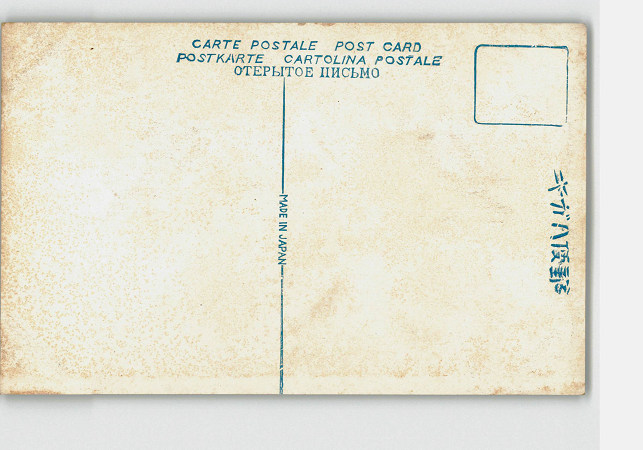 CARTE POSTALE POST CARD
POSTKARTE CARTOLINA POSTALE
ОТЕРЫТОЕ ПИСЬМО
MADE IN JAPAN